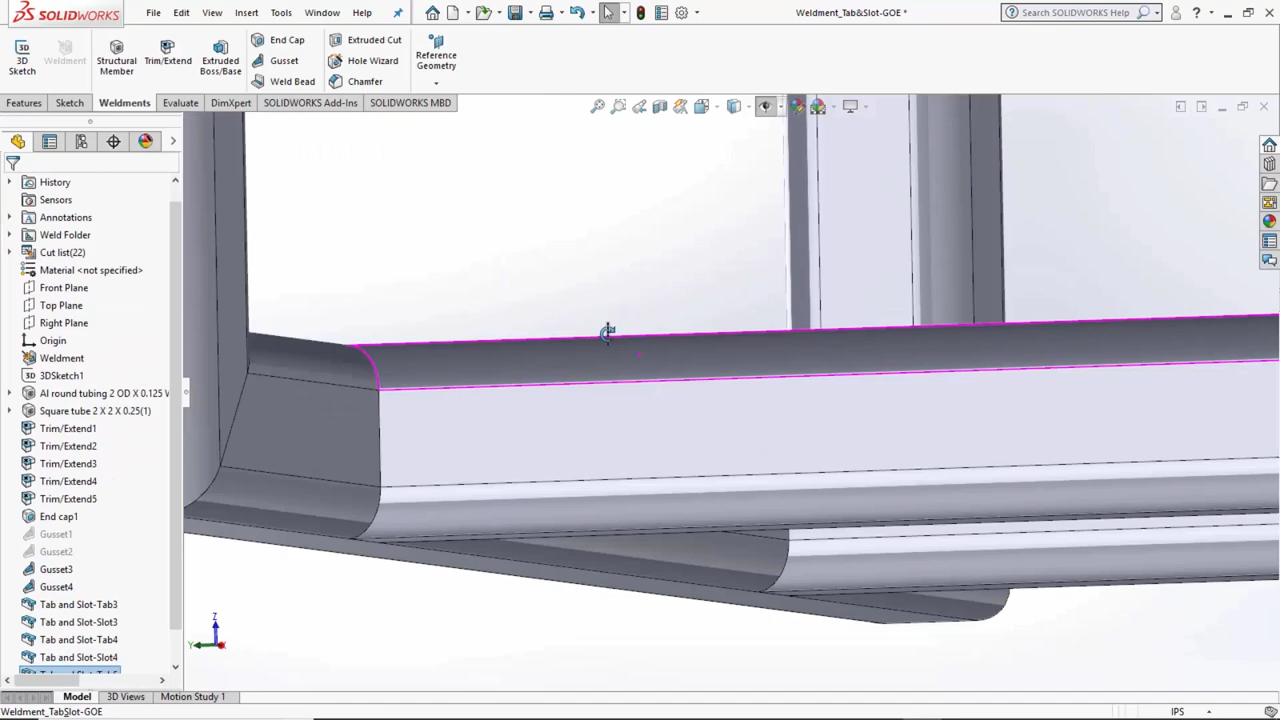 SOLIDWORKS
File
Edit
View
Insert
Tools
Window
Help
Weldment_Tab&Slot-GOE *
Search SOLIDWORKS Help
3D Sketch
Weldment
Structural Member
Trim/Extend
Extruded Boss/Base
End Cap
Gusset
Weld Bead
Extruded Cut
Hole Wizard
Chamfer
Reference Geometry
Features
Sketch
Weldments
Evaluate
DimXpert
SOLIDWORKS Add-Ins
SOLIDWORKS MBD
History
Sensors
Annotations
Weld Folder
Cut list(22)
Material <not specified>
Front Plane
Top Plane
Right Plane
Origin
Weldment
3DSketch1
Al round tubing 2 OD X 0.125 W
Square tube 2 X 2 X 0.25(1)
Trim/Extend1
Trim/Extend2
Trim/Extend3
Trim/Extend4
Trim/Extend5
End cap1
Gusset1
Gusset2
Gusset3
Gusset4
Tab and Slot-Tab3
Tab and Slot-Slot3
Tab and Slot-Tab4
Tab and Slot-Slot4
Z
Y
X
Model
3D Views
Motion Study 1
Weldment_TabSlot-GOE
IPS